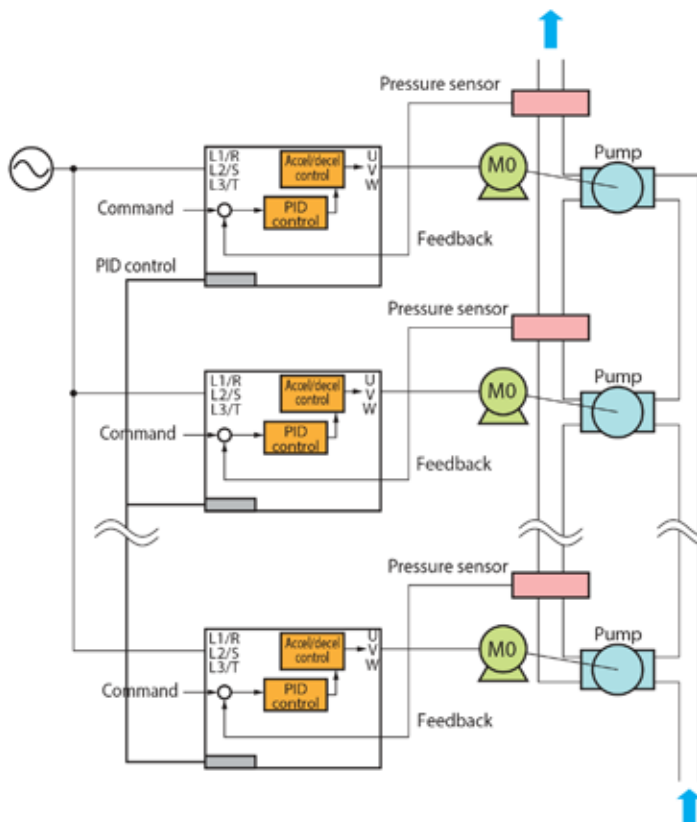 Pressure sensor
L1/R
L2/S
L3/T
Accel/decel
control
U
V
W
M0
Pump
Command
PID
control
Feedback
PID control
Pressure sensor
L1/R
L2/S
L3/T
Accel/decel
control
U
V
W
M0
Pump
Command
PID
control
Feedback
Pressure sensor
L1/R
L2/S
L3/T
Accel/decel
control
U
V
W
M0
Pump
Command
PID
control
Feedback